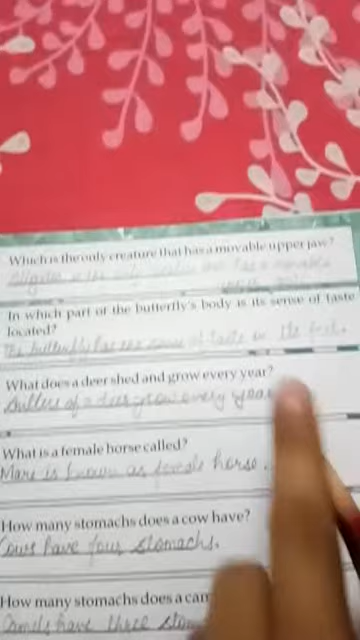 Which is the only creature that has a movable upper jaw?
In which part of the butterfly's body is its sense of taste
located?
The butterfly has the sense of taste in the feet.
What does a deer shed and grow every year?
of a deer grow every year
What is a female horse called?
Mare is known as female horse.
How many stomachs does a cow have?
Cows have four stomachs.
How many stomachs does a cam
Camels have three stom